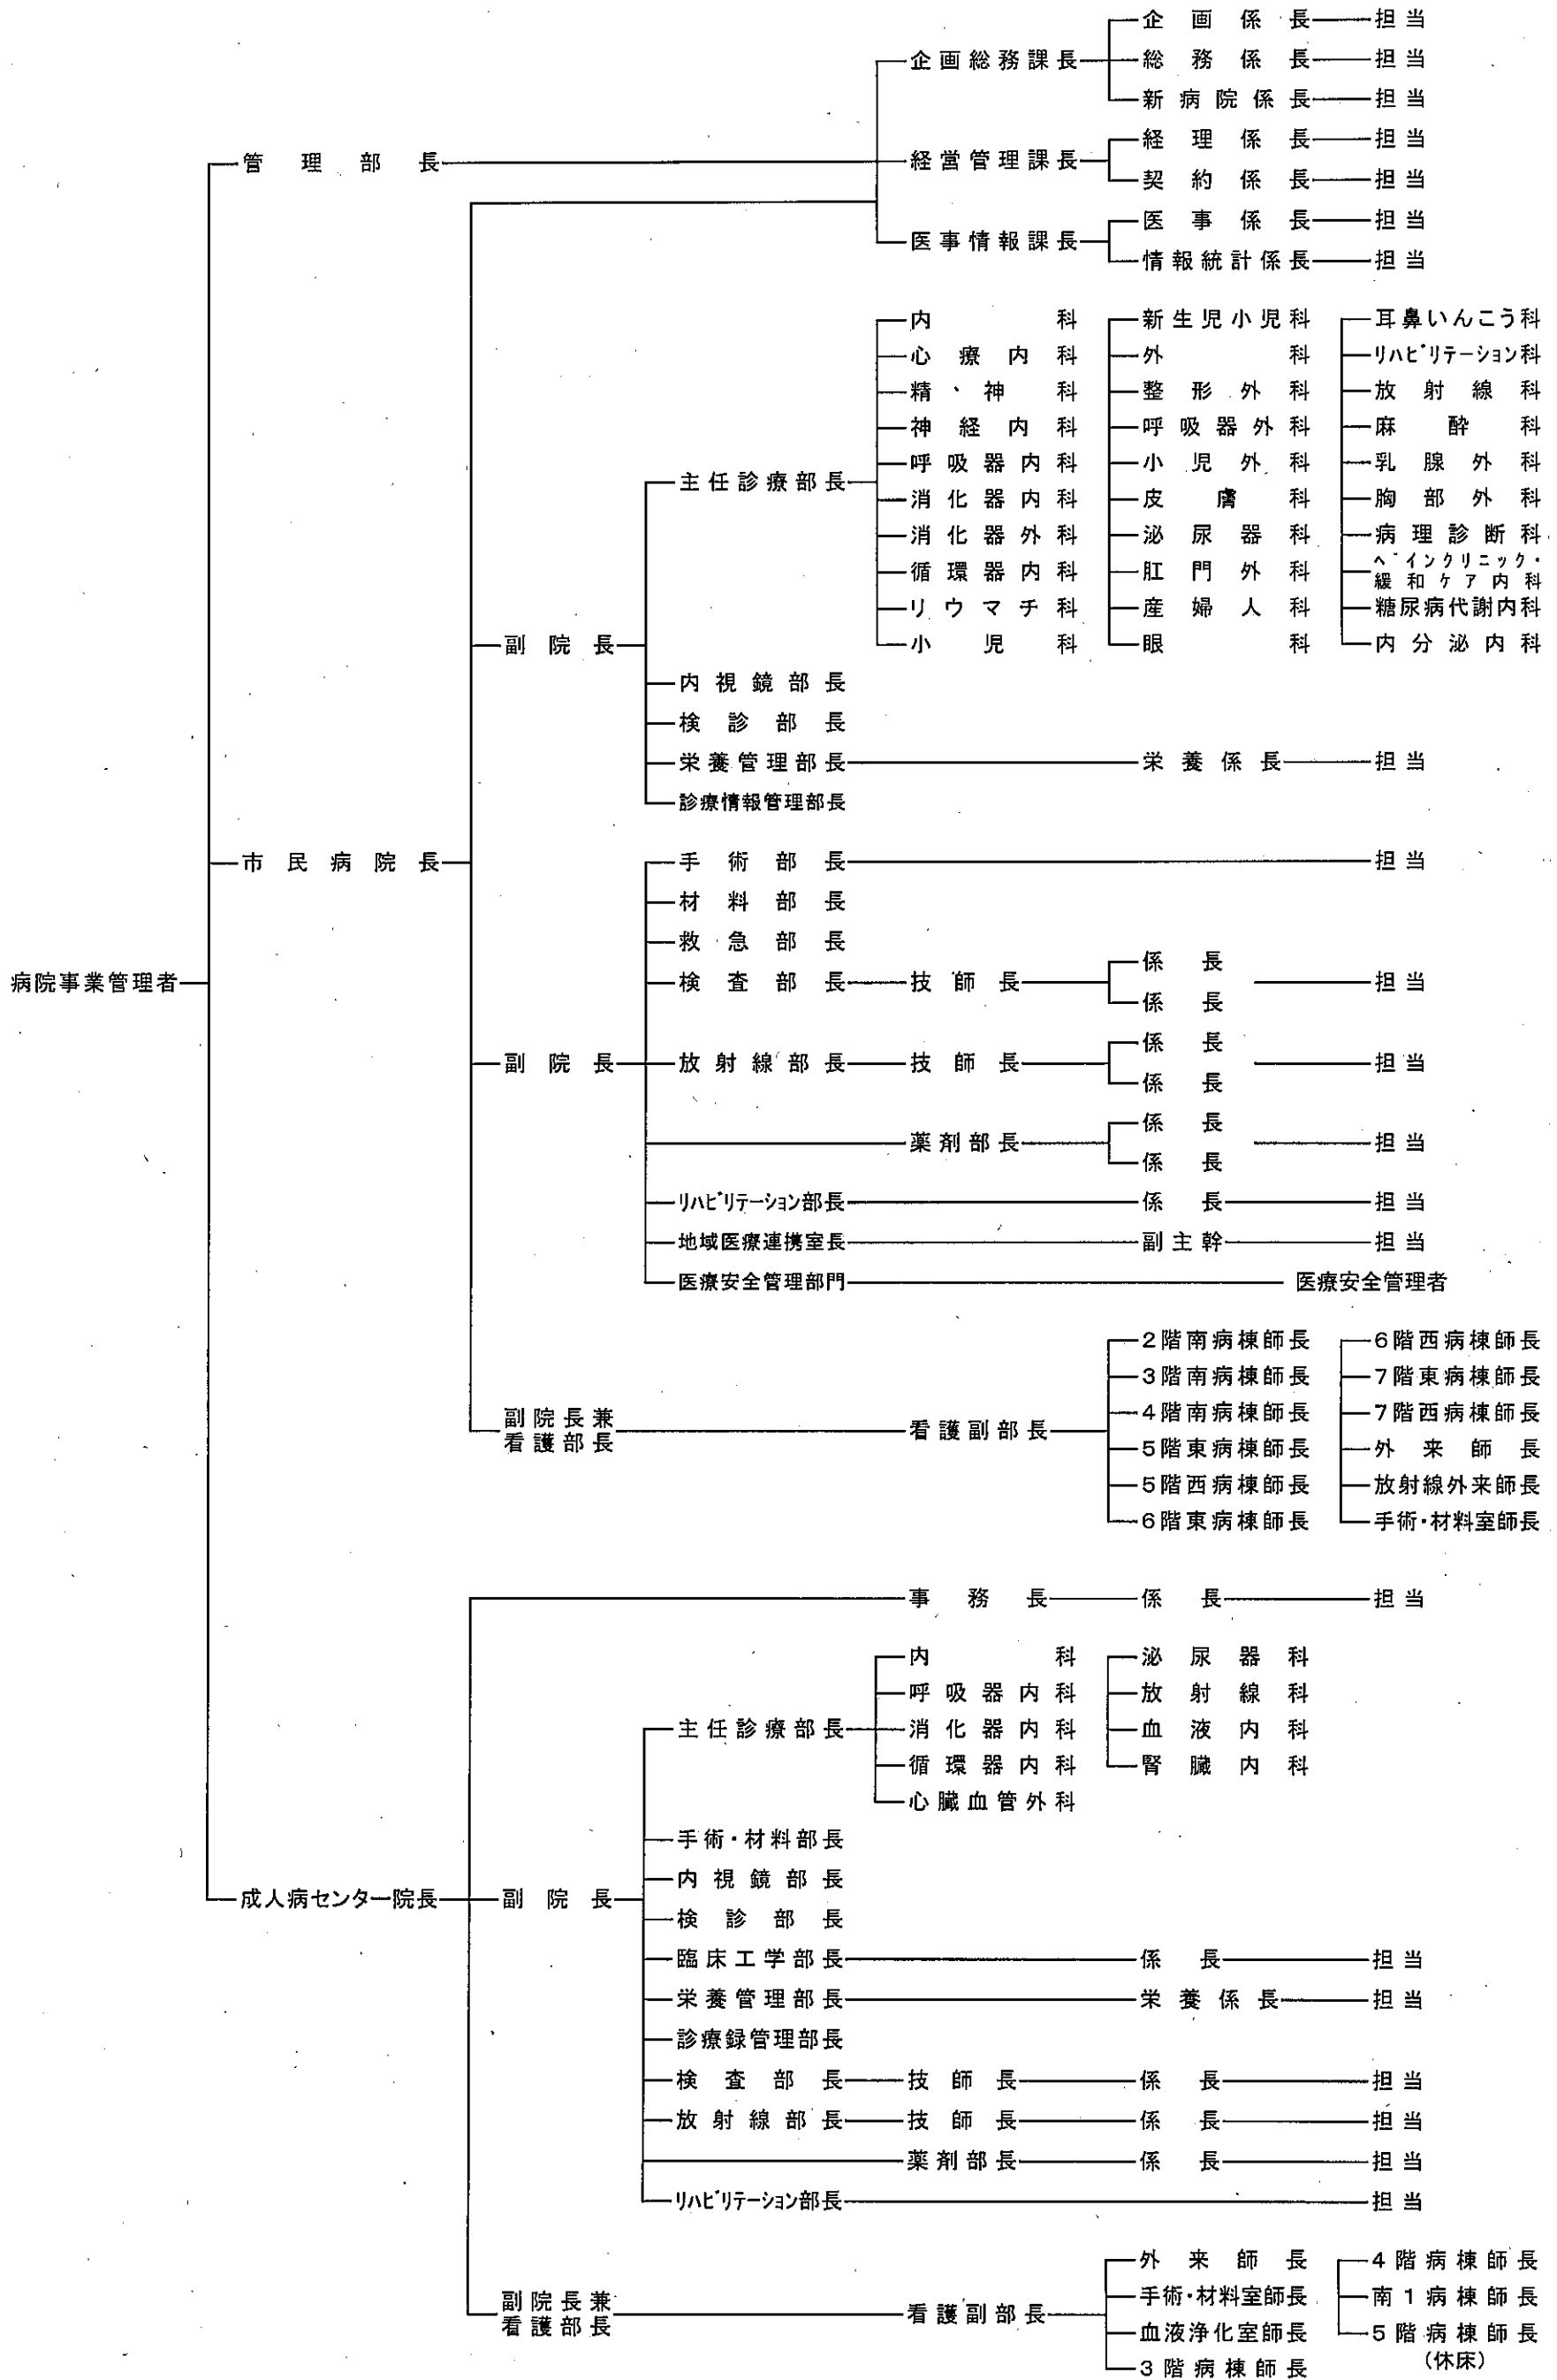 企画係長 担当
企画総務課長 総務係長 担当
新病院係長 担当
経理係長 担当
管理部長 経営管理課長
契約係長 担当
医事係長 担当
医事情報課長
情報統計係長 担当
内科 新生児小児科 耳鼻いんこう科
心療内科 外科 リハビリテーション科
精神科 整形外科 放射線科
神経内科 呼吸器外科 麻酔科
呼吸器内科 小児外科 乳腺外科
主任診療部長
消化器内科 皮膚科 胸部外科
消化器外科 泌尿器科 病理診断科
循環器内科 肛門外科 ペインクリニック・
緩和ケア内科
リウマチ科 産婦人科 糖尿病代謝内科
副院長 小児科 眼科 内分泌内科
内視鏡部長
検診部長
栄養管理部長 栄養係長 担当
診療情報管理部長
市民病院長 手術部長 担当
材料部長
救急部長
係長
病院事業管理者 検査部長 技師長 担当
係長
係長
副院長 放射線部長 技師長 担当
係長
係長
薬剤部長 担当
係長
リハビリテーション部長 係長 担当
地域医療連携室長 副主幹 担当
医療安全管理部門 医療安全管理者
2階南病棟師長 6階西病棟師長
3階南病棟師長 7階東病棟師長
4階南病棟師長 7階西病棟師長
副院長兼
看護部長 看護副部長
5階東病棟師長 外来師長
5階西病棟師長 放射線外来師長
6階東病棟師長 手術・材料室師長
事務長 係長 担当
内科 泌尿器科
呼吸器内科 放射線科
主任診療部長 消化器内科 血液内科
循環器内科 腎臓内科
心臓血管外科
手術・材料部長
内視鏡部長
成人病センター院長 副院長
検診部長
臨床工学部長 係長 担当
栄養管理部長 栄養係長 担当
診療録管理部長
検査部長 技師長 係長 担当
放射線部長 技師長 係長 担当
薬剤部長 係長 担当
リハビリテーション部長 担当
外来師長 4階病棟師長
副院長兼
看護部長 看護副部長
手術・材料室師長 南1病棟師長
血液浄化室師長 5階病棟師長
(休床)
3階病棟師長